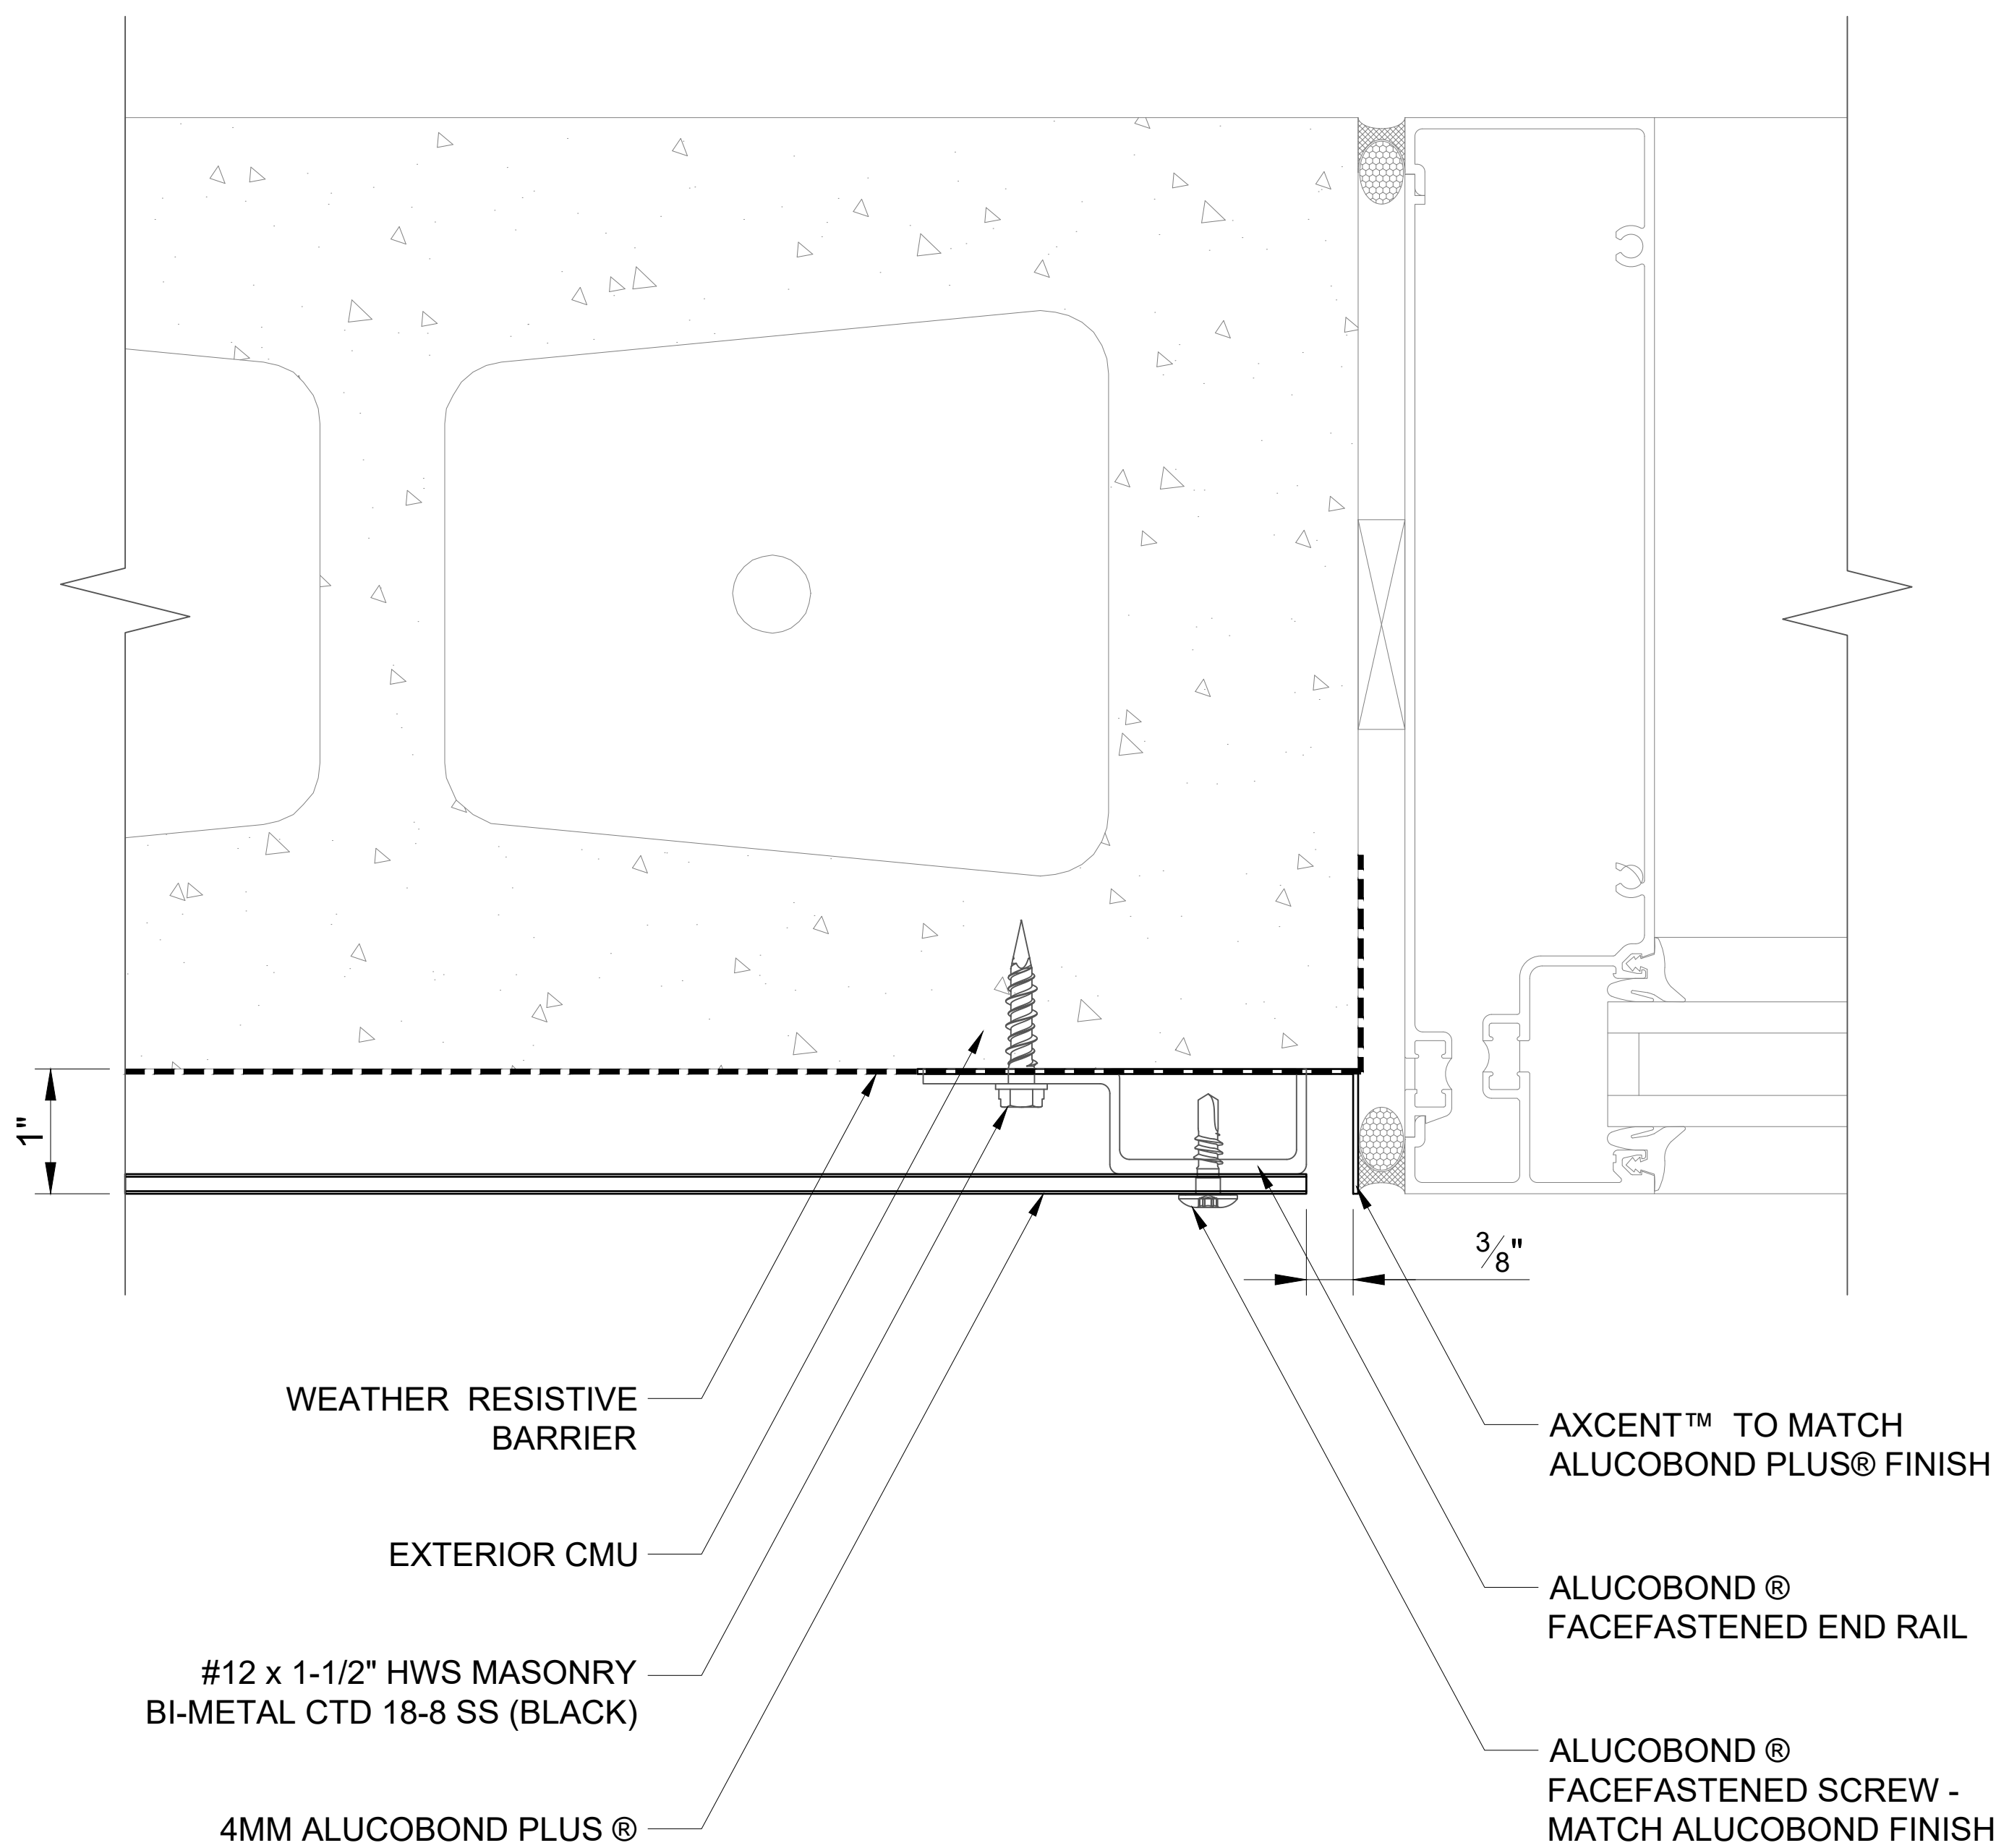 1"
3/8"
WEATHER RESISTIVE
BARRIER
EXTERIOR CMU
#12 x 1-1/2" HWS MASONRY
BI-METAL CTD 18-8 SS (BLACK)
4MM ALUCOBOND PLUS ®
AXCENT™ TO MATCH
ALUCOBOND PLUS® FINISH
ALUCOBOND ®
FACEFASTENED END RAIL
ALUCOBOND ®
FACEFASTENED SCREW -
MATCH ALUCOBOND FINISH